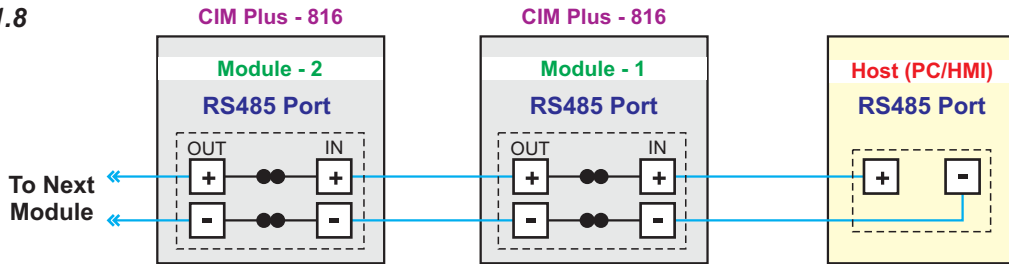 .8
CIM Plus - 816
CIM Plus - 816
Module - 2
Module - 1
Host (PC/HMI)
RS485 Port
RS485 Port
RS485 Port
OUT IN
OUT IN
+ + + + + -
To Next
Module
- - - -